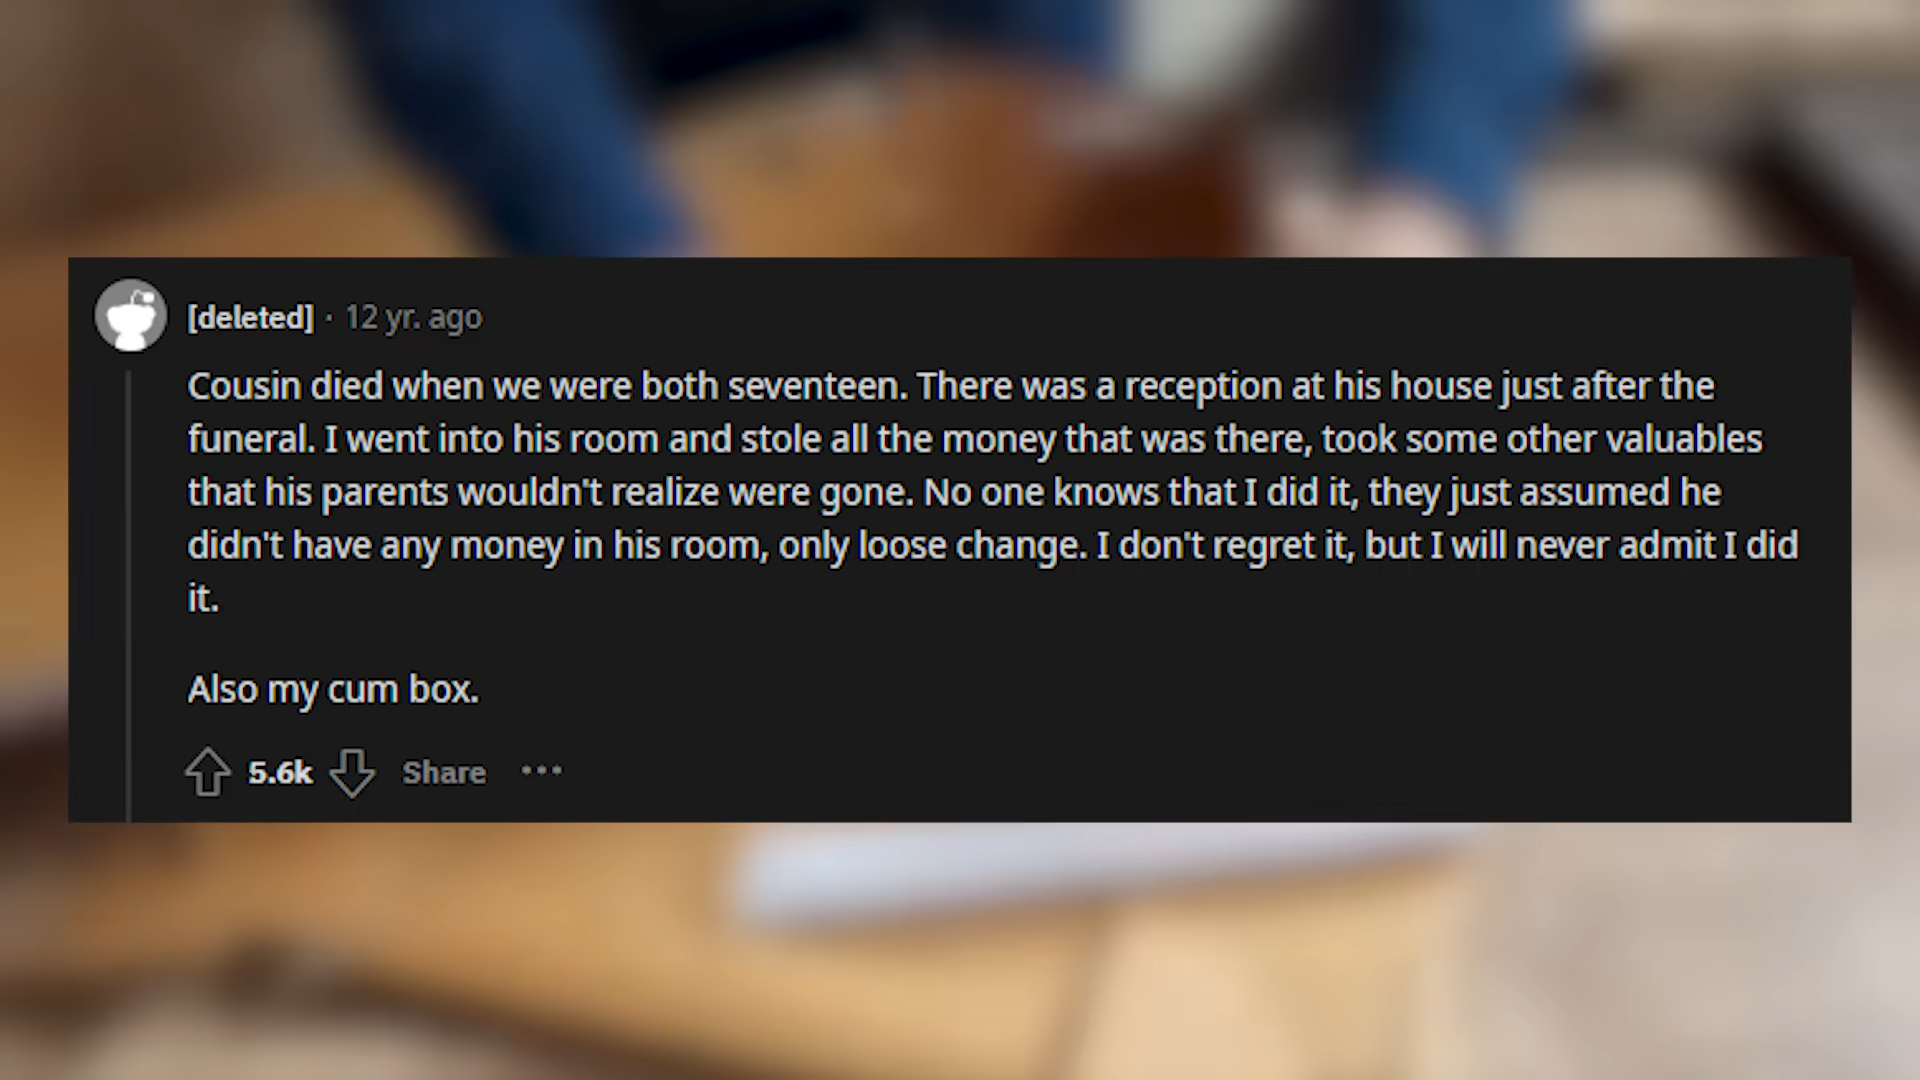 [deleted] · 12 yr. ago
Cousin died when we were both seventeen. There was a reception at his house just after the
funeral. I went into his room and stole all the money that was there, took some other valuables
that his parents wouldn't realize were gone. No one knows that I did it, they just assumed he
didn't have any money in his room, only loose change. I don't regret it, but I will never admit I did
it.
Also my cum box.
5.6k Share ···